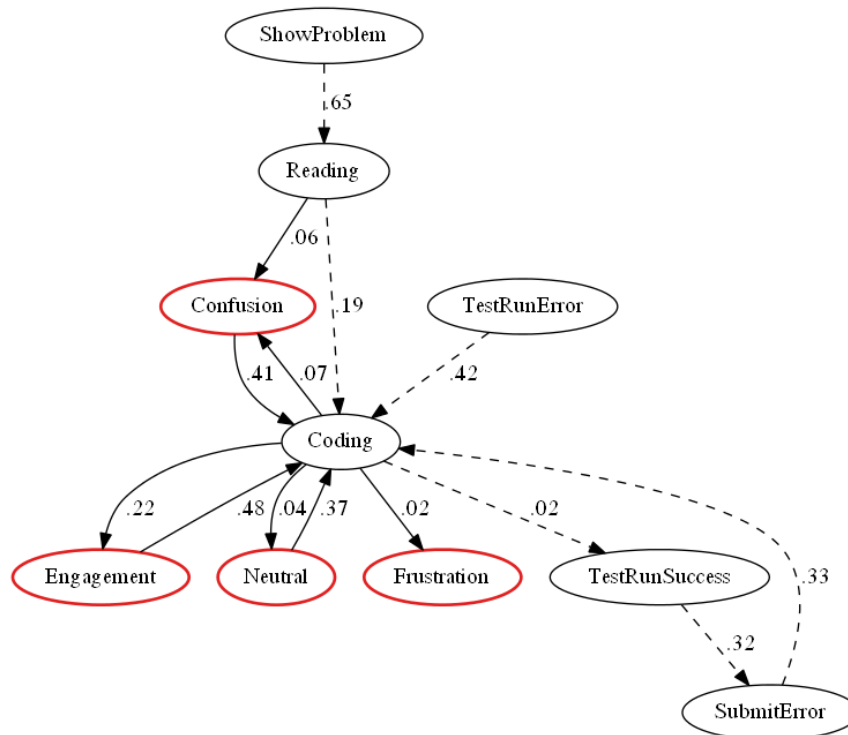 ShowProblem
.65
Reading
.06
Confusion
.19
TestRunError
.41
.07
.42
Coding
.22
.48
.04
.37
.02
.02
Engagement
Neutral
Frustration
TestRunSuccess
.33
.32
SubmitError